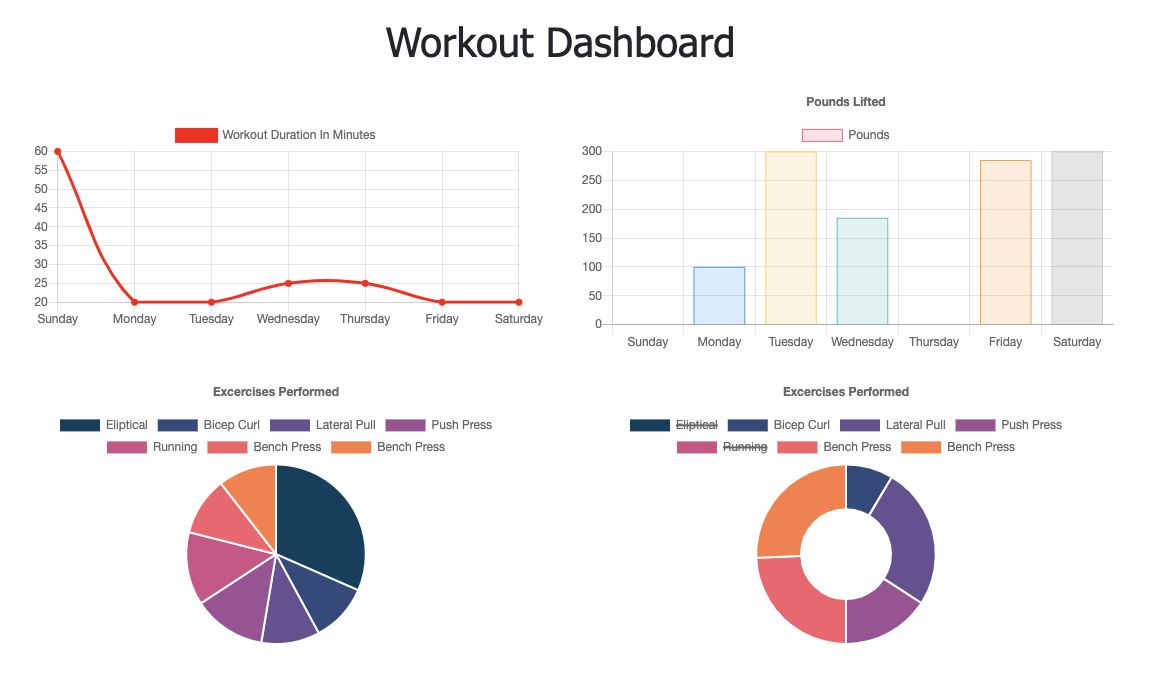 Workout Dashboard
Workout Duration In Minutes
60
55
50
45
40
35
30
25
20
Sunday Monday Tuesday Wednesday Thursday Friday Saturday
Pounds Lifted
Pounds
300
250
200
150
100
50
0
Sunday Monday Tuesday Wednesday Thursday Friday Saturday
Excercises Performed
Eliptical Bicep Curl Lateral Pull Push Press
Running Bench Press Bench Press
Excercises Performed
Eliptical Bicep Curl Lateral Pull Push Press
Running Bench Press Bench Press